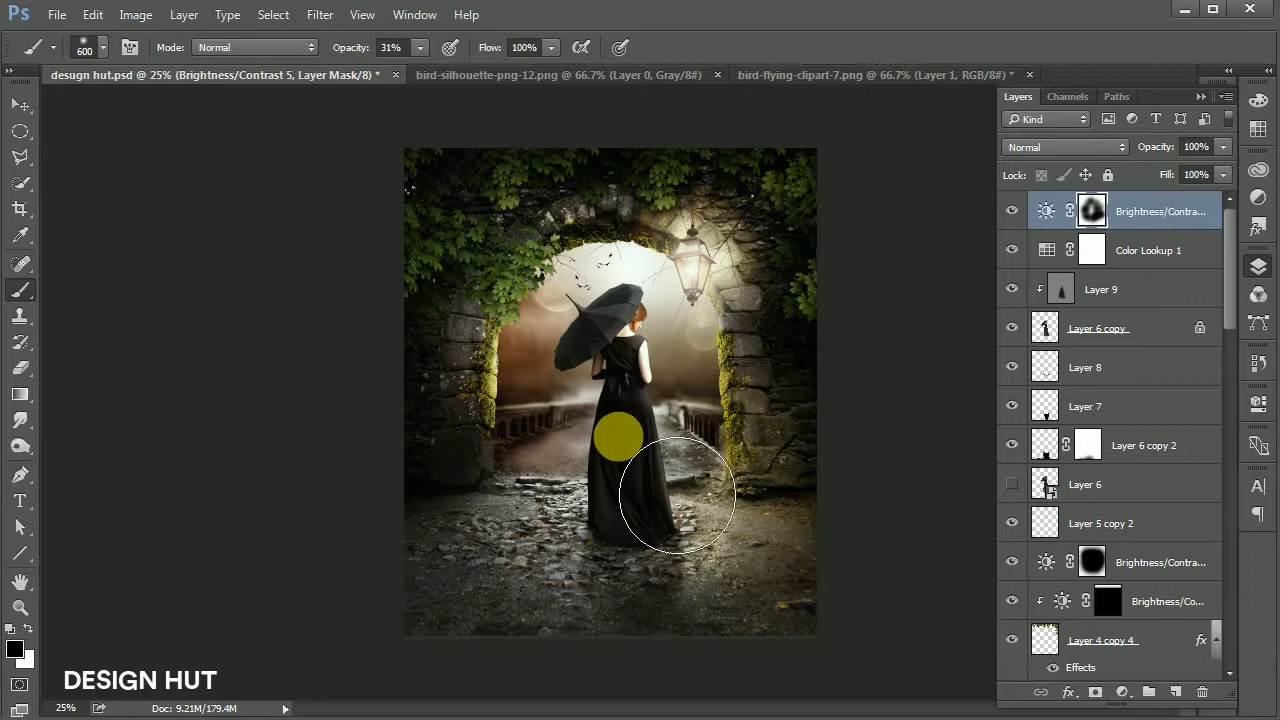 Ps File Edit Image Layer Type Select Filter View Window Help
600 Mode: Normal Opacity: 31% Flow: 100%
desugn hut.psd @ 25% (Brightness/Contrast 5, Layer Mask/8) * × bird-silhouette-png-12.png @ 66.7% (Layer 0, Gray/8#) × bird-flying-clipart-7.png @ 66.7% (Layer 1, RGB/8#) * ×
Layers Channels Paths
Kind
Normal Opacity: 100%
Lock: Fill: 100%
Brightness/Contra...
Color Lookup 1
Layer 9
Layer 6 copy
Layer 8
Layer 7
Layer 6 copy 2
Layer 6
Layer 5 copy 2
Brightness/Contra...
Brightness/Co...
Layer 4 copy 4 fx
Effects
DESIGN HUT
25% Doc: 9.21M/179.4M